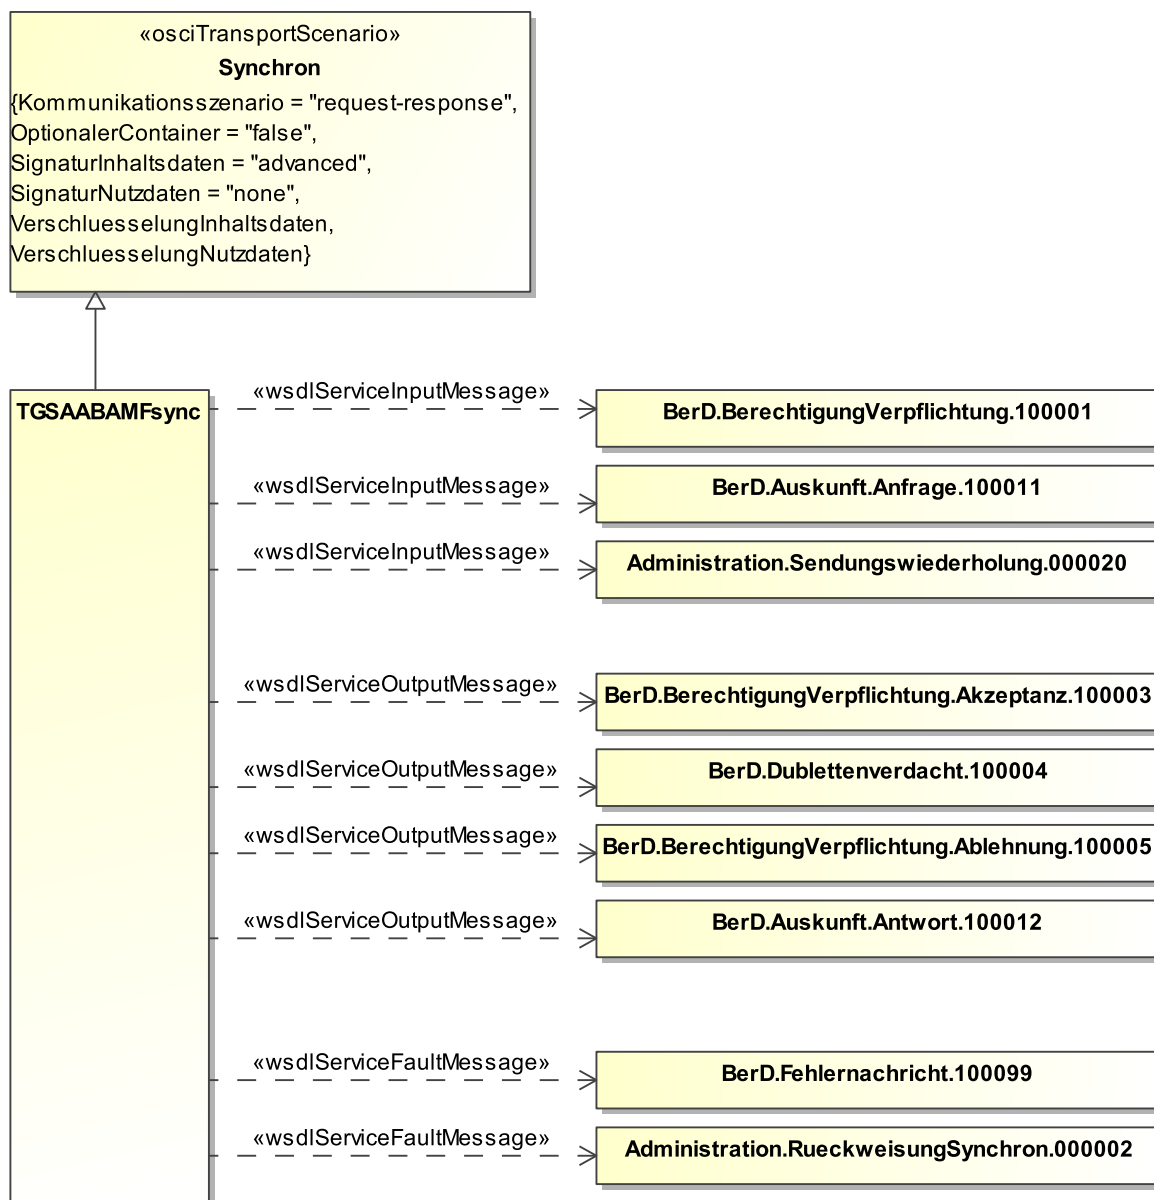 «osciTransportScenario»
Synchron
{Kommunikationsszenario = "request-response",
OptionalerContainer = "false",
SignaturInhaltsdaten = "advanced",
SignaturNutzdaten = "none",
VerschluesselungInhaltsdaten,
VerschluesselungNutzdaten}
TGSAABAMFsync
«wsdlServiceInputMessage»
BerD.BerechtigungVerpflichtung.100001
«wsdlServiceInputMessage»
BerD.Auskunft.Anfrage.100011
«wsdlServiceInputMessage»
Administration.Sendungswiederholung.000020
«wsdlServiceOutputMessage»
BerD.BerechtigungVerpflichtung.Akzeptanz.100003
«wsdlServiceOutputMessage»
BerD.Dublettenverdacht.100004
«wsdlServiceOutputMessage»
BerD.BerechtigungVerpflichtung.Ablehnung.100005
«wsdlServiceOutputMessage»
BerD.Auskunft.Antwort.100012
«wsdlServiceFaultMessage»
BerD.Fehlernachricht.100099
«wsdlServiceFaultMessage»
Administration.RueckweisungSynchron.000002